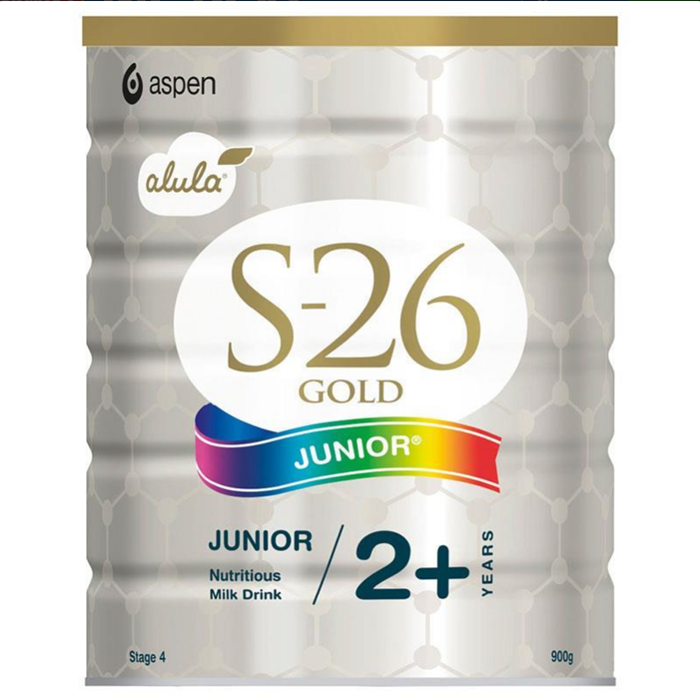 aspen
alula®
S-26
GOLD
JUNIOR®
JUNIOR
Nutritious
Milk Drink
2+
YEARS
Stage 4
900g